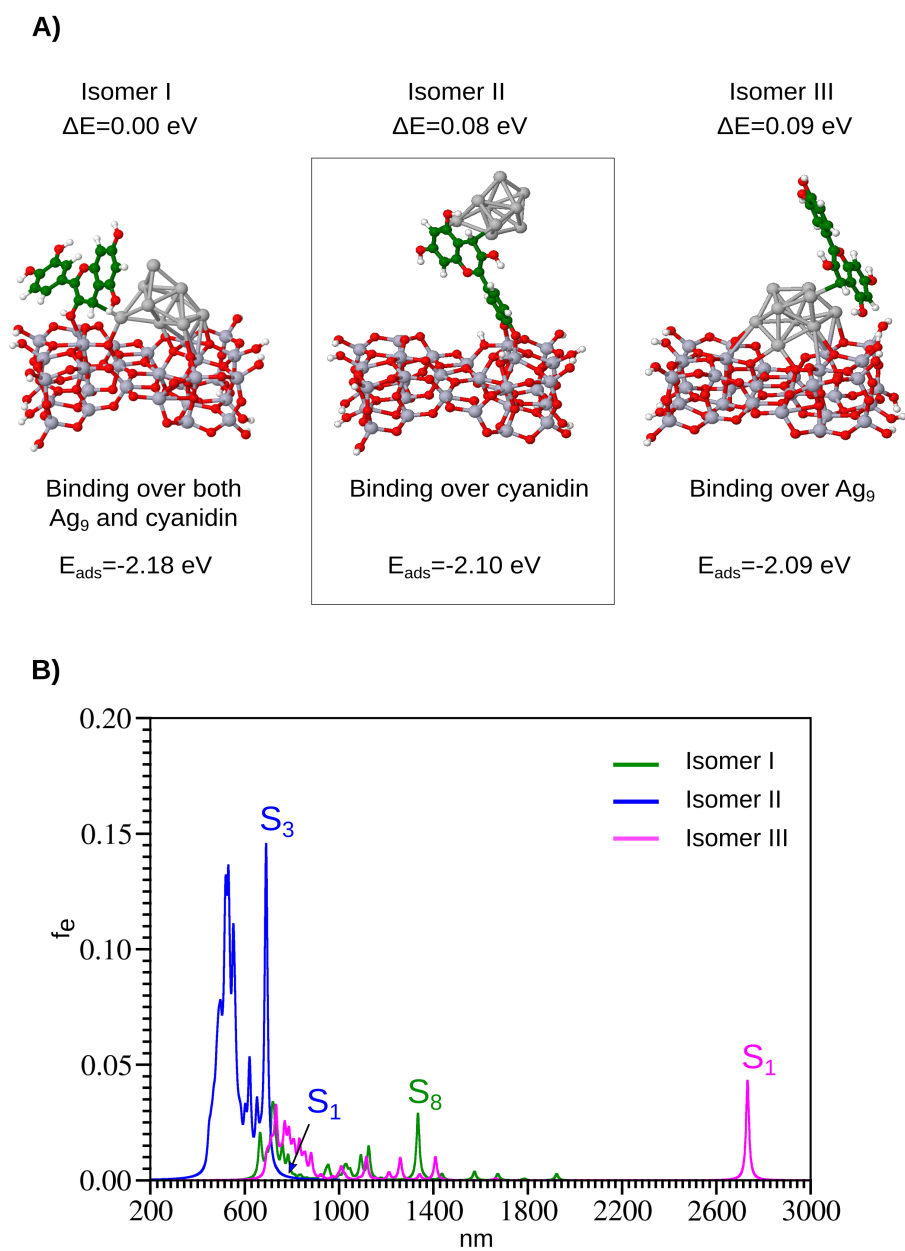 A)
Isomer I Isomer II Isomer III
ΔE=0.00 eV ΔE=0.08 eV ΔE=0.09 eV
Binding over both Binding over cyanidin Binding over Ag₉
Ag₉ and cyanidin
Eₐds=-2.18 eV Eₐds=-2.10 eV Eₐds=-2.09 eV
B)
0.20
Isomer I
Isomer II
Isomer III
S₃
0.15
fₑ
0.10
0.05
S₁
S₈
S₁
0.00
200 600 1000 1400 1800 2200 2600 3000
nm